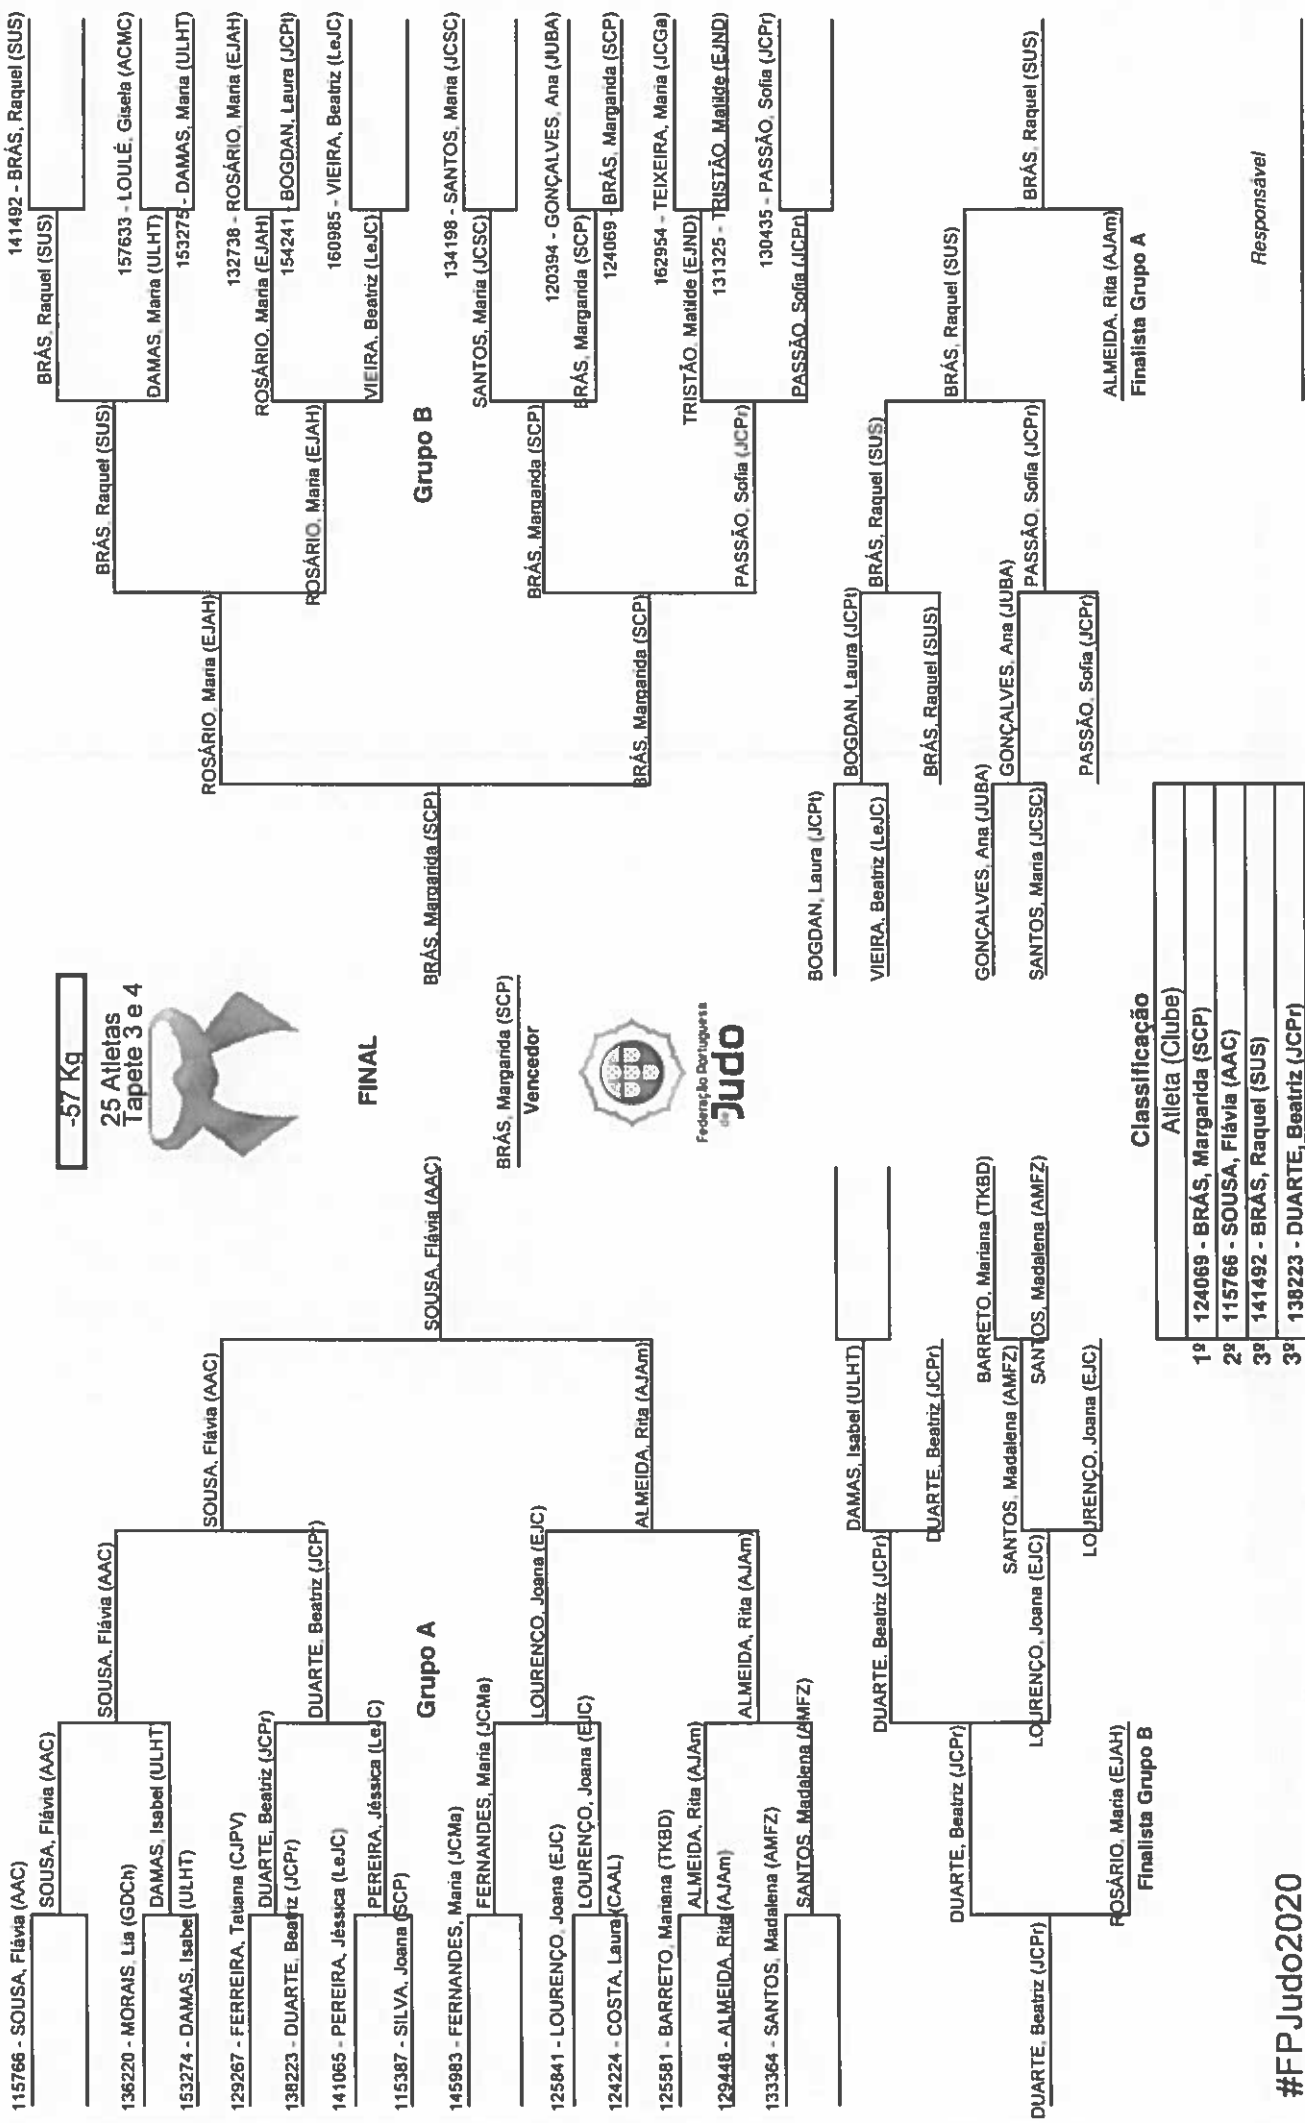 -57 Kg
25 Atletas
Tapete 3 e 4
115766 - SOUSA, Flávia (AAC)
SOUSA, Flávia (AAC)
136220 - MORAIS, Lia (GDCh)
DAMAS, Isabel (ULHT)
153274 - DAMAS, Isabel (ULHT)
SOUSA, Flávia (AAC)
129267 - FERREIRA, Tatiana (CJPV)
DUARTE, Beatriz (JCPr)
138223 - DUARTE, Beatriz (JCPr)
141065 - PEREIRA, Jéssica (LeJC)
PEREIRA, Jéssica (LeJC)
115387 - SILVA, Joana (SCP)
DUARTE, Beatriz (JCPr)
SOUSA, Flávia (AAC)
Grupo A
145983 - FERNANDES, Maria (JCMa)
FERNANDES, Maria (JCMa)
125841 - LOURENÇO, Joana (EJC)
LOURENÇO, Joana (EJC)
124224 - COSTA, Laura (CAAL)
LOURENÇO, Joana (EJC)
125581 - BARRETO, Mariana (TKBD)
ALMEIDA, Rita (AJAm)
129448 - ALMEIDA, Rita (AJAm)
133364 - SANTOS, Madalena (AMFZ)
SANTOS, Madalena (AMFZ)
ALMEIDA, Rita (AJAm)
ALMEIDA, Rita (AJAm)
SOUSA, Flávia (AAC)
FINAL
BRÁS, Margarida (SCP)
BRÁS, Margarida (SCP)
Vencedor
Federação Portuguesa
de Judo
141492 - BRÁS, Raquel (SUS)
BRÁS, Raquel (SUS)
157633 - LOULÉ, Gisela (ACMC)
DAMAS, Maria (ULHT)
153275 - DAMAS, Maria (ULHT)
BRÁS, Raquel (SUS)
132738 - ROSÁRIO, Maria (EJAH)
ROSÁRIO, Maria (EJAH)
154241 - BOGDAN, Laura (JCPt)
160985 - VIEIRA, Beatriz (LeJC)
VIEIRA, Beatriz (LeJC)
ROSÁRIO, Maria (EJAH)
ROSÁRIO, Maria (EJAH)
Grupo B
134198 - SANTOS, Maria (JCSC)
SANTOS, Maria (JCSC)
120394 - GONÇALVES, Ana (JUBA)
BRÁS, Margarida (SCP)
124069 - BRÁS, Margarida (SCP)
BRÁS, Margarida (SCP)
162954 - TEIXEIRA, Maria (JCGa)
TRISTÃO, Matilde (EJND)
131325 - TRISTÃO, Matilde (EJND)
130435 - PASSÃO, Sofia (JCPr)
PASSÃO, Sofia (JCPr)
PASSÃO, Sofia (JCPr)
BRÁS, Margarida (SCP)
DAMAS, Isabel (ULHT)
DUARTE, Beatriz (JCPr)
DUARTE, Beatriz (JCPr)
BARRETO, Mariana (TKBD)
SANTOS, Madalena (AMFZ)
SANTOS, Madalena (AMFZ)
LOURENÇO, Joana (EJC)
LOURENÇO, Joana (EJC)
DUARTE, Beatriz (JCPr)
DUARTE, Beatriz (JCPr)
ROSÁRIO, Maria (EJAH)
Finalista Grupo B
BOGDAN, Laura (JCPt)
BOGDAN, Laura (JCPt)
VIEIRA, Beatriz (LeJC)
BRÁS, Raquel (SUS)
BRÁS, Raquel (SUS)
GONÇALVES, Ana (JUBA)
GONÇALVES, Ana (JUBA)
SANTOS, Maria (JCSC)
PASSÃO, Sofia (JCPr)
PASSÃO, Sofia (JCPr)
BRÁS, Raquel (SUS)
BRÁS, Raquel (SUS)
ALMEIDA, Rita (AJAm)
Finalista Grupo A
Classificação
Atleta (Clube)
1º 124069 - BRÁS, Margarida (SCP)
2º 115766 - SOUSA, Flávia (AAC)
3º 141492 - BRÁS, Raquel (SUS)
3º 138223 - DUARTE, Beatriz (JCPr)
Responsável
#FPJudo2020